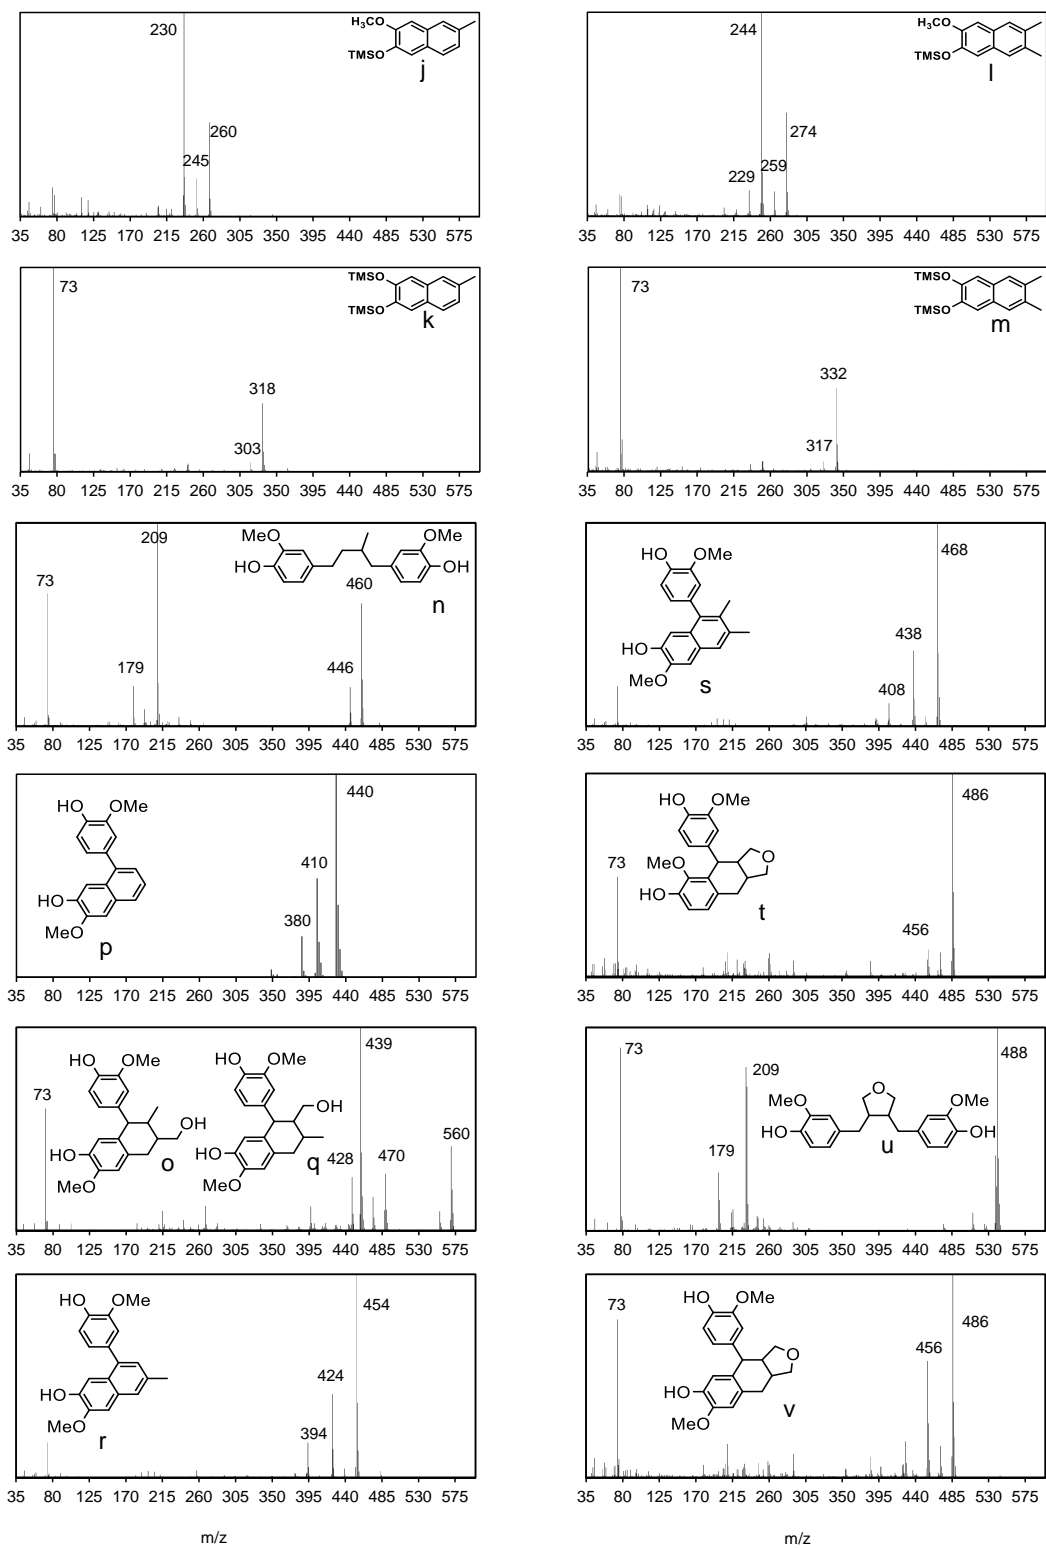 230
H₃CO
TMSO
j
260
245
35 80 125 170 215 260 305 350 395 440 485 530 575
244
H₃CO
TMSO
l
274
259
229
35 80 125 170 215 260 305 350 395 440 485 530 575
73
TMSO
TMSO
k
318
303
35 80 125 170 215 260 305 350 395 440 485 530 575
73
TMSO
TMSO
m
332
317
35 80 125 170 215 260 305 350 395 440 485 530 575
209
MeO
OMe
HO
OH
n
73
460
179
446
35 80 125 170 215 260 305 350 395 440 485 530 575
468
HO
OMe
438
HO
408
MeO
s
35 80 125 170 215 260 305 350 395 440 485 530 575
440
HO
OMe
410
HO
380
MeO
p
35 80 125 170 215 260 305 350 395 440 485 530 575
486
HO
OMe
73
MeO
O
HO
t
456
35 80 125 170 215 260 305 350 395 440 485 530 575
439
HO
OMe
HO
OMe
73
OH
OH
HO
o
HO
q
MeO
MeO
428
470
560
35 80 125 170 215 260 305 350 395 440 485 530 575
73
488
209
O
MeO
OMe
HO
OH
u
179
35 80 125 170 215 260 305 350 395 440 485 530 575
454
HO
OMe
424
HO
394
MeO
r
35 80 125 170 215 260 305 350 395 440 485 530 575
m/z
73
HO
OMe
486
456
O
HO
MeO
v
35 80 125 170 215 260 305 350 395 440 485 530 575
m/z